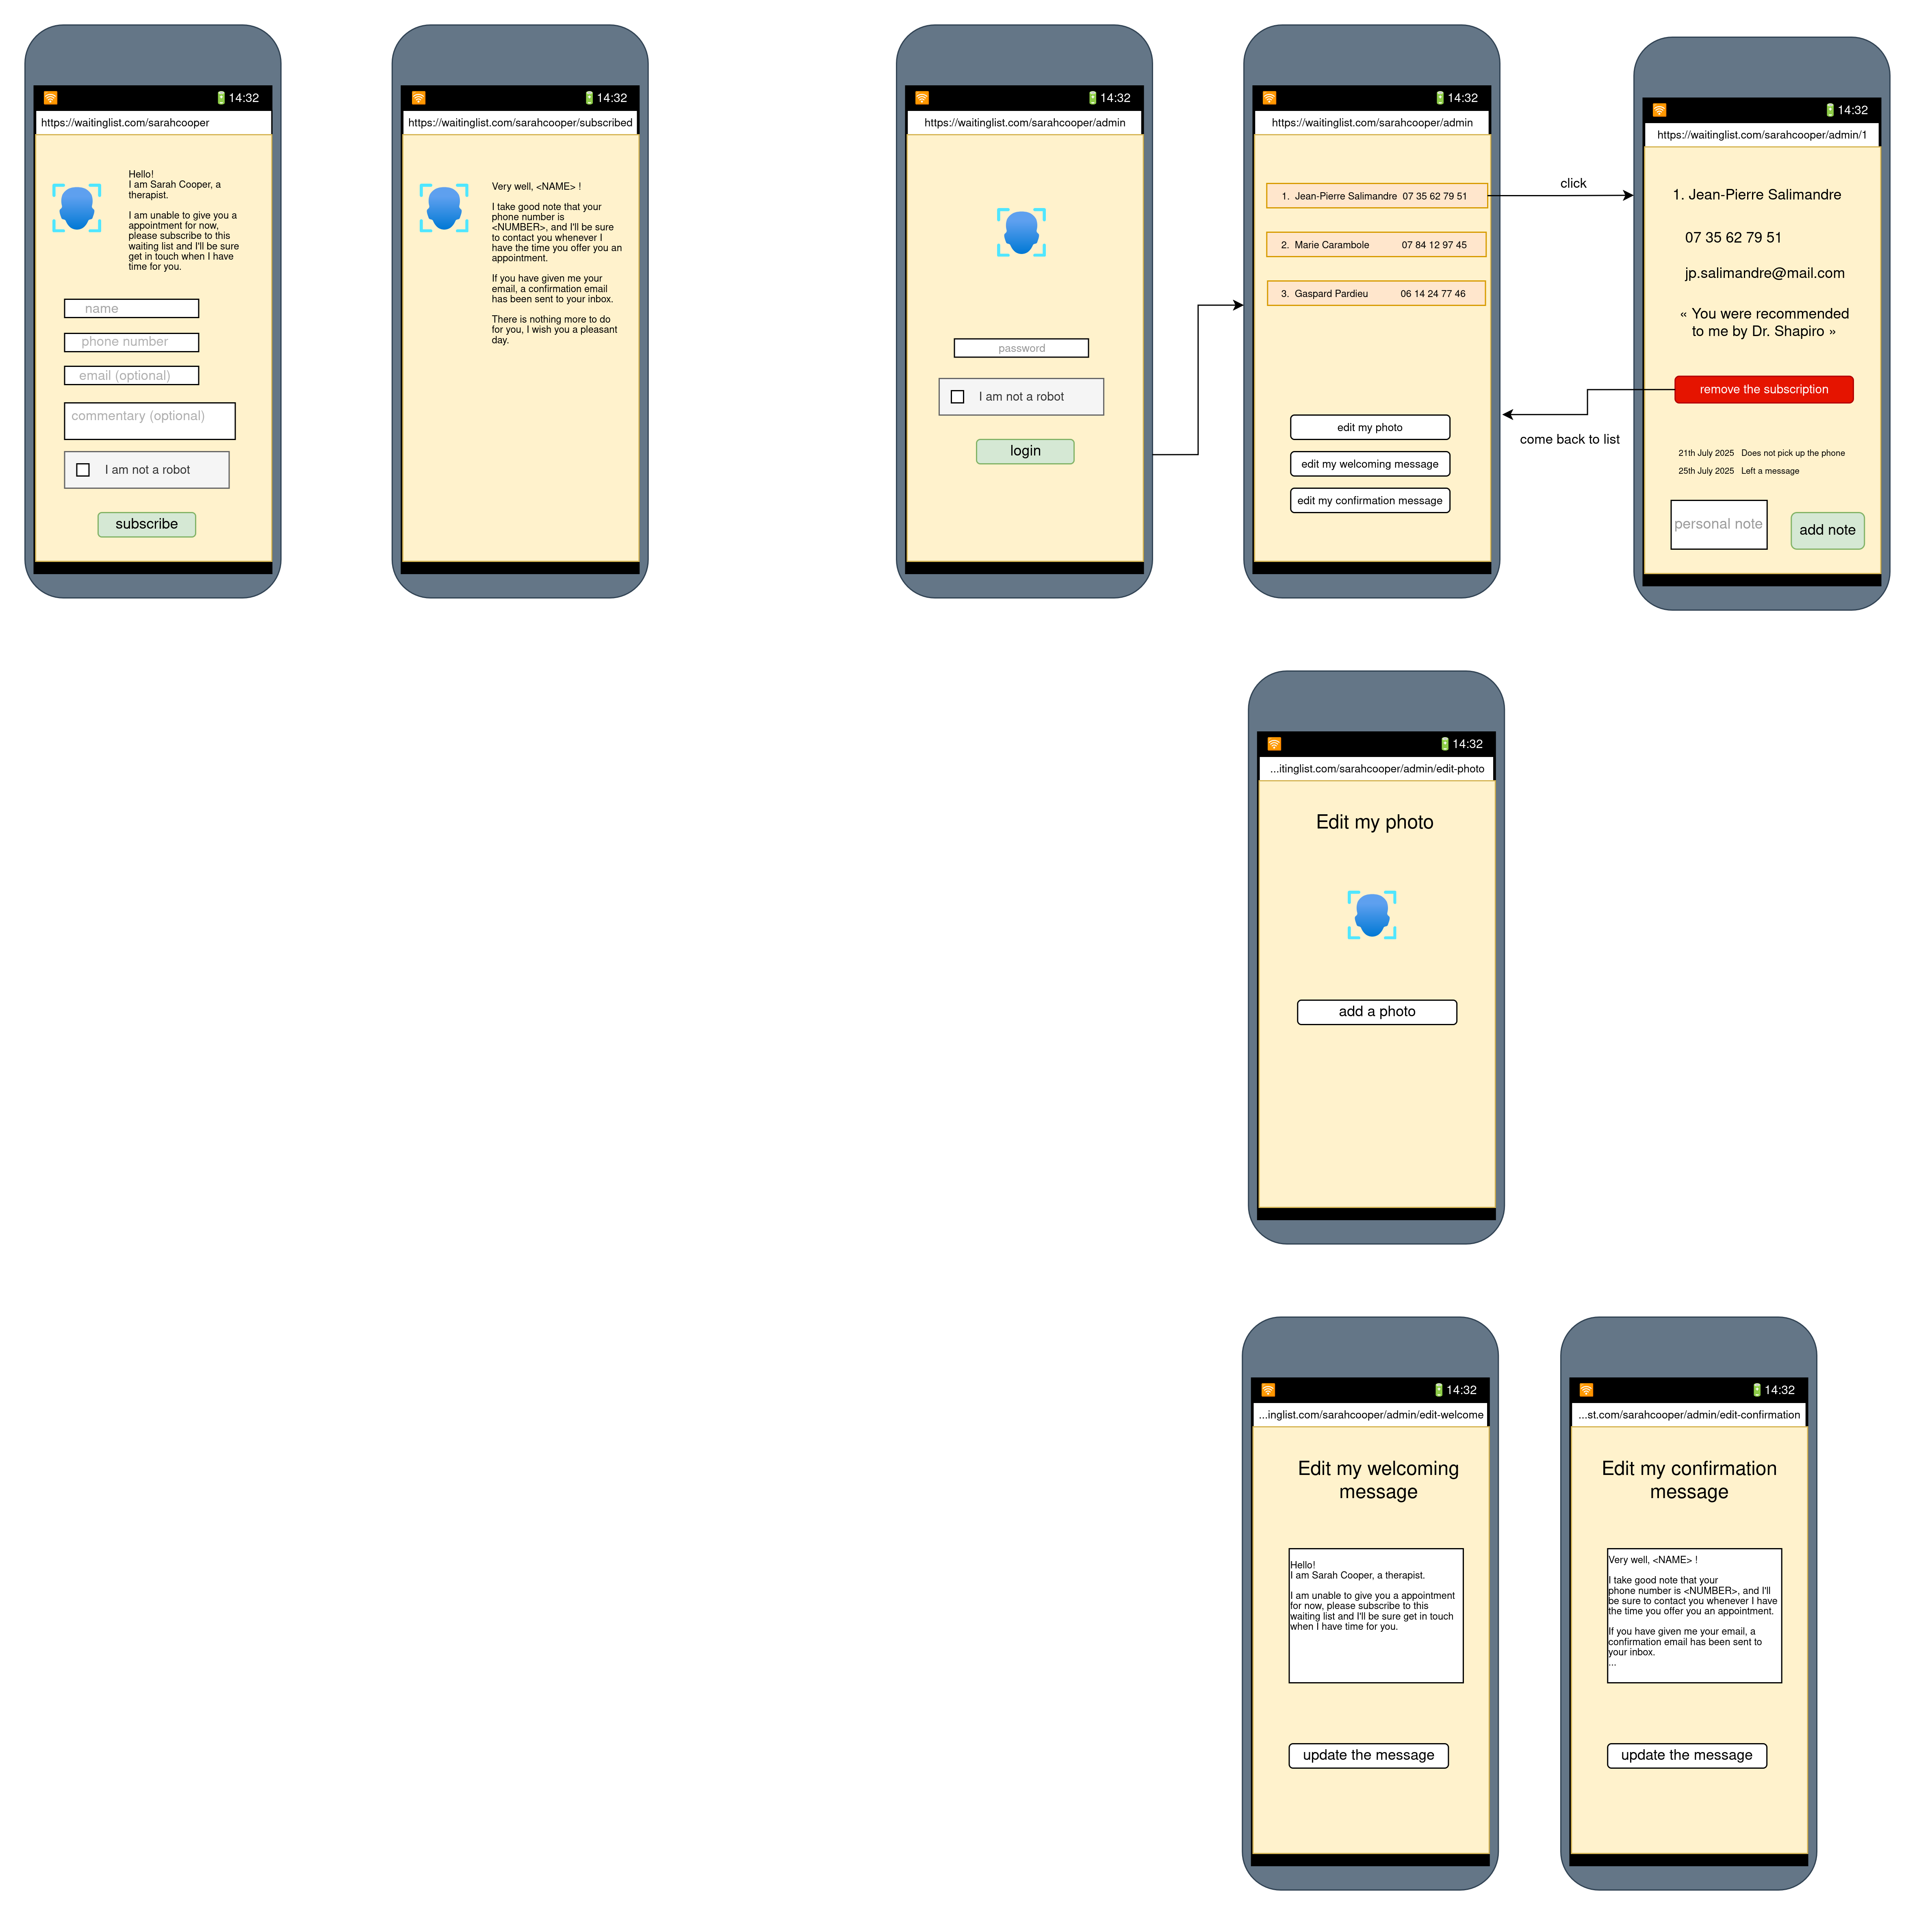 14:32
https://waitinglist.com/sarahcooper
Hello!
I am Sarah Cooper, a
therapist.
I am unable to give you a
appointment for now,
please subscribe to this
waiting list and I'll be sure
get in touch when I have
time for you.
name
phone number
email (optional)
commentary (optional)
I am not a robot
subscribe
14:32
https://waitinglist.com/sarahcooper/subscribed
Very well, <NAME> !
I take good note that your
phone number is
<NUMBER>, and I'll be sure
to contact you whenever I
have the time you offer you an
appointment.
If you have given me your
email, a confirmation email
has been sent to your inbox.
There is nothing more to do
for you, I wish you a pleasant
day.
14:32
https://waitinglist.com/sarahcooper/admin
password
I am not a robot
login
14:32
https://waitinglist.com/sarahcooper/admin
1. Jean-Pierre Salimandre 07 35 62 79 51
2. Marie Carambole 07 84 12 97 45
3. Gaspard Pardieu 06 14 24 77 46
edit my photo
edit my welcoming message
edit my confirmation message
click
come back to list
14:32
https://waitinglist.com/sarahcooper/admin/1
1. Jean-Pierre Salimandre
07 35 62 79 51
jp.salimandre@mail.com
« You were recommended
to me by Dr. Shapiro »
remove the subscription
21th July 2025 Does not pick up the phone
25th July 2025 Left a message
personal note
add note
14:32
...itinglist.com/sarahcooper/admin/edit-photo
Edit my photo
add a photo
14:32
...inglist.com/sarahcooper/admin/edit-welcome
Edit my welcoming
message
Hello!
I am Sarah Cooper, a therapist.
I am unable to give you a appointment
for now, please subscribe to this
waiting list and I'll be sure get in touch
when I have time for you.
update the message
14:32
...st.com/sarahcooper/admin/edit-confirmation
Edit my confirmation
message
Very well, <NAME> !
I take good note that your
phone number is <NUMBER>, and I'll
be sure to contact you whenever I have
the time you offer you an appointment.
If you have given me your email, a
confirmation email has been sent to
your inbox.
...
update the message